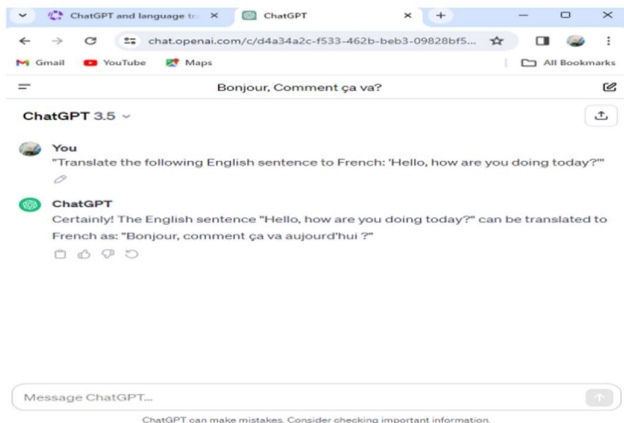 ChatGPT and language tr
ChatGPT
chat.openai.com/c/d4a34a2c-f533-462b-beb3-09828bf5...
Gmail YouTube Maps All Bookmarks
Bonjour, Comment ça va?
ChatGPT 3.5
You
"Translate the following English sentence to French: 'Hello, how are you doing today?'"
ChatGPT
Certainly! The English sentence "Hello, how are you doing today?" can be translated to
French as: "Bonjour, comment ça va aujourd'hui ?"
Message ChatGPT...
ChatGPT can make mistakes. Consider checking important information.